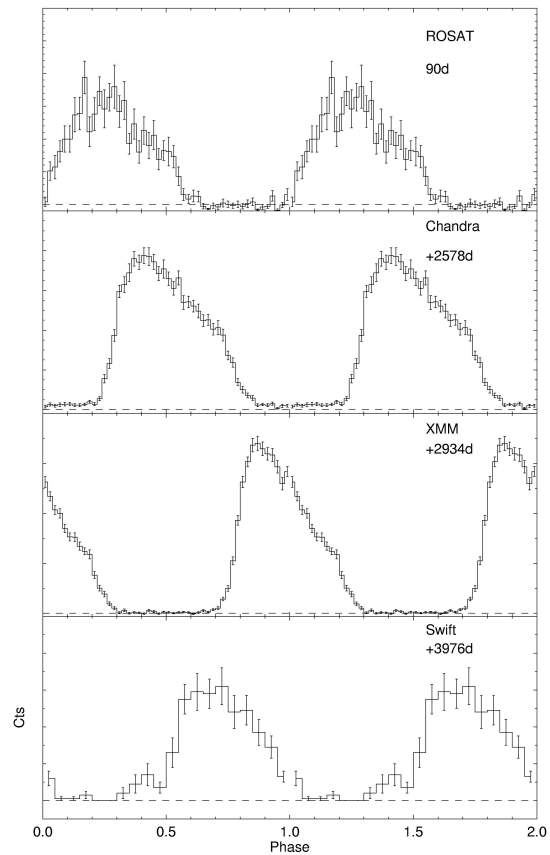 ROSAT
90d
Chandra
+2578d
XMM
+2934d
Swift
+3976d
Cts
0.0 0.5 1.0 1.5 2.0
Phase